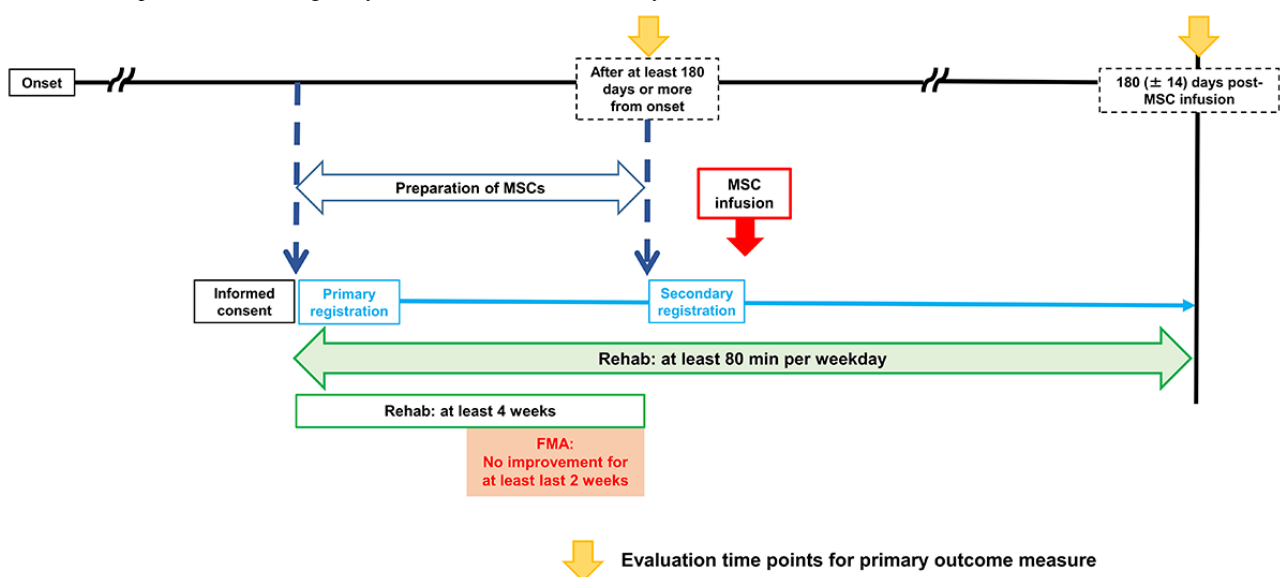 Onset
After at least 180
days or more
from onset
180 (± 14) days post-
MSC infusion
Preparation of MSCs
MSC
infusion
Informed
consent
Primary
registration
Secondary
registration
Rehab: at least 80 min per weekday
Rehab: at least 4 weeks
FMA:
No improvement for
at least last 2 weeks
Evaluation time points for primary outcome measure